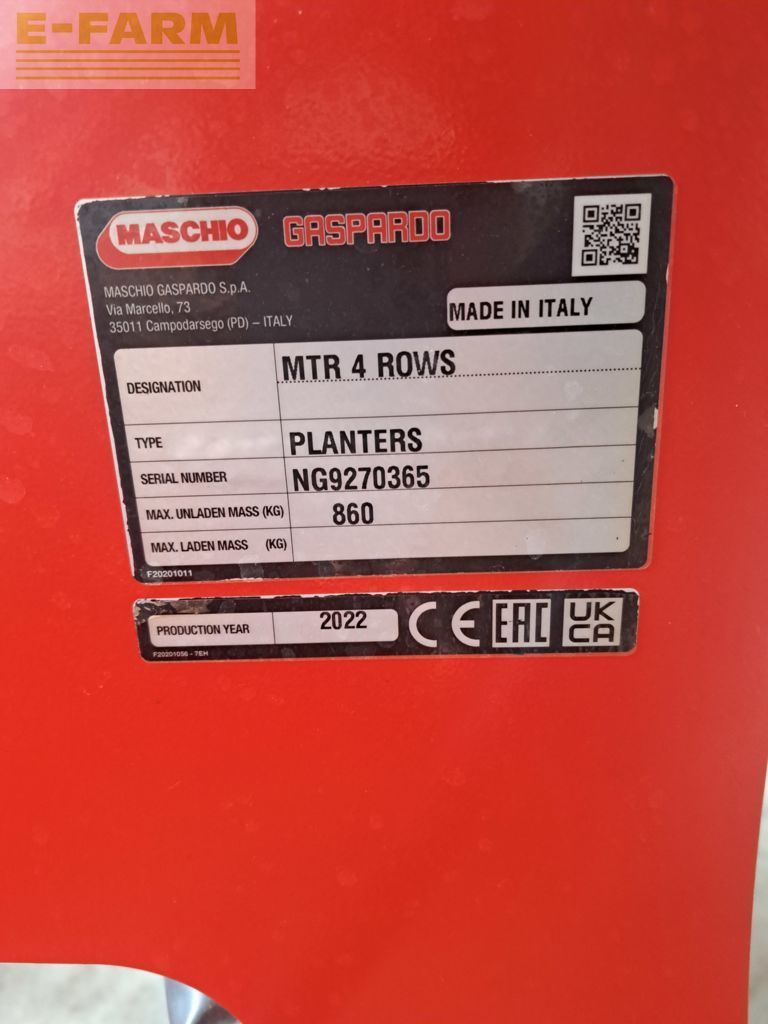 E-FARM
MASCHIO GASPARDO
MASCHIO GASPARDO S.p.A.
Via Marcello, 73
35011 Campodarsego (PD) – ITALY
MADE IN ITALY
DESIGNATION MTR 4 ROWS
TYPE PLANTERS
SERIAL NUMBER NG9270365
MAX. UNLADEN MASS (KG) 860
MAX. LADEN MASS (KG)
F20201011
PRODUCTION YEAR 2022 CE EAC UK CA
F20201056 - 7EH